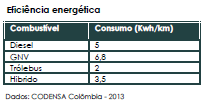 Eficiência energética
Combustível Consumo (Kwh/km)
Diesel 5
GNV 6,8
Trólebus 2
Híbrido 3,5
Dados: CODENSA Colômbia - 2013